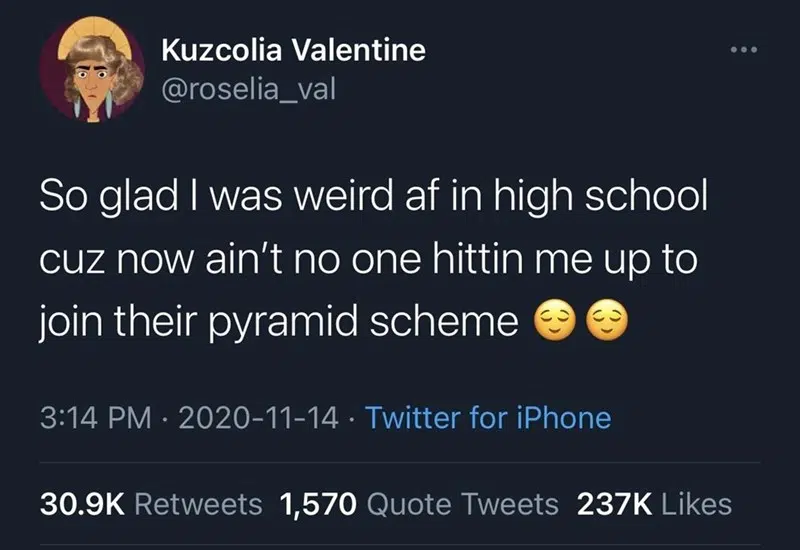 Kuzcolia Valentine
@roselia_val
So glad I was weird af in high school
cuz now ain’t no one hittin me up to
join their pyramid scheme 😌😌
3:14 PM · 2020-11-14 · Twitter for iPhone
30.9K Retweets 1,570 Quote Tweets 237K Likes